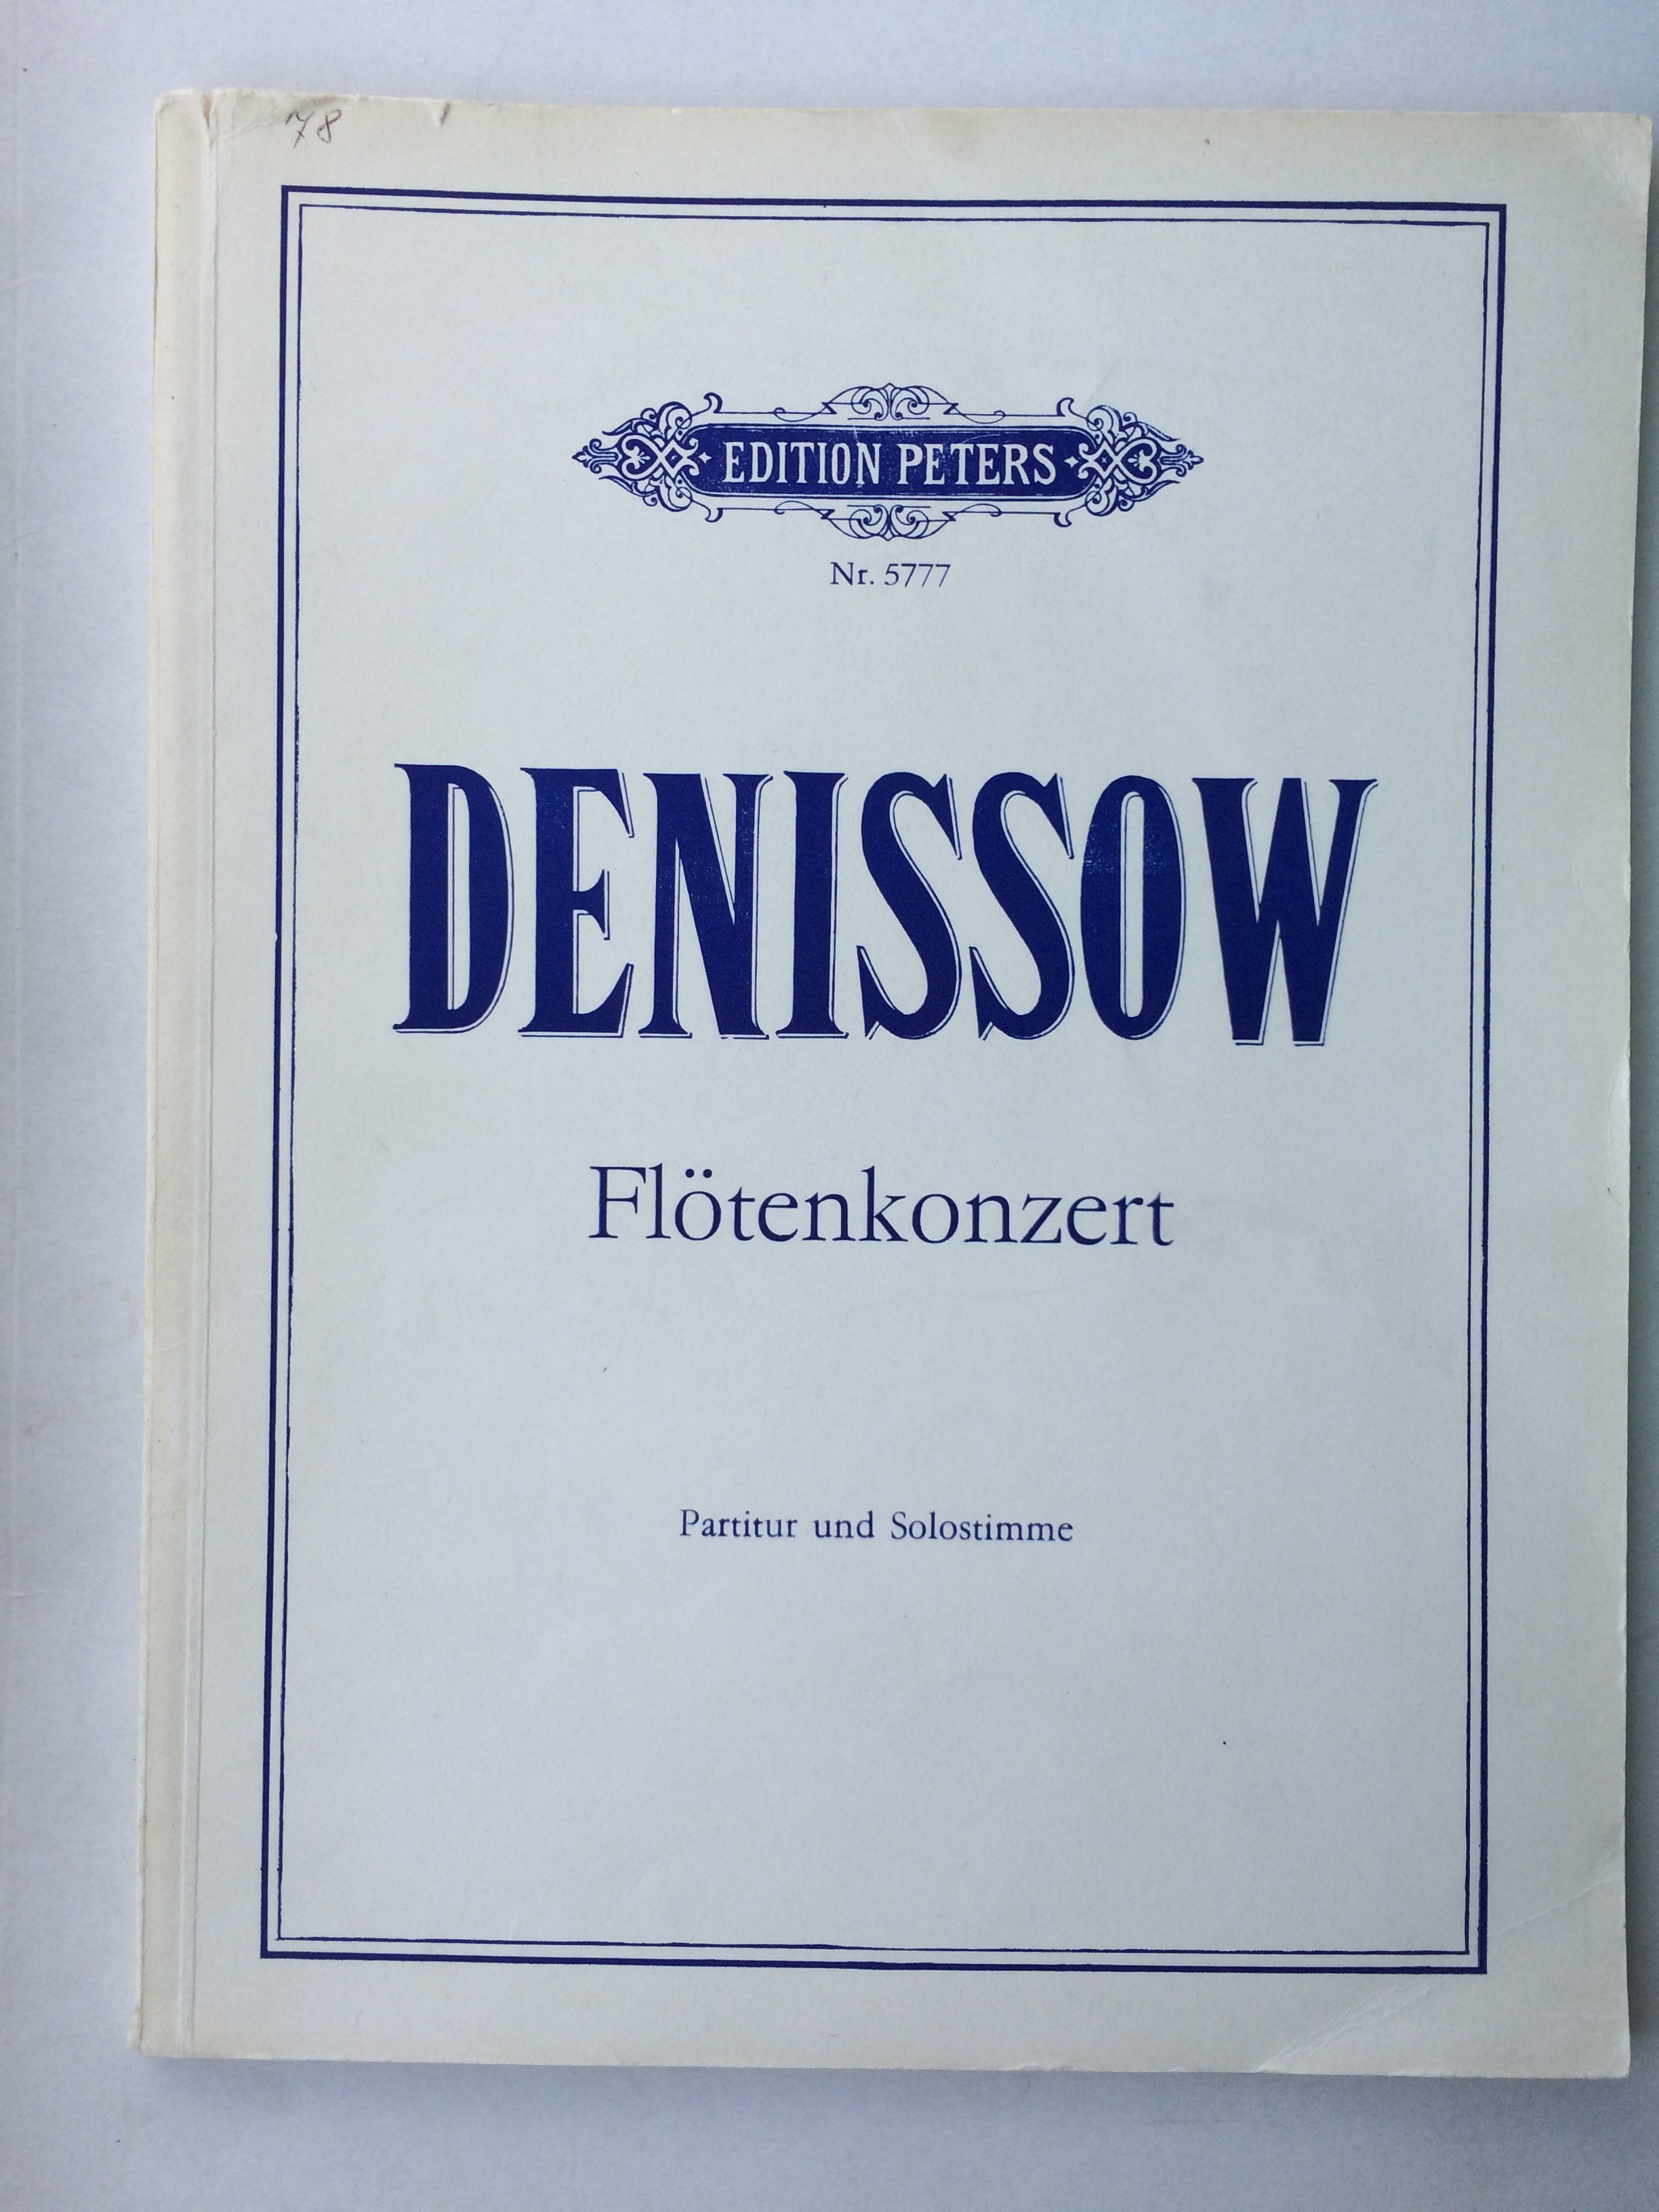 78
EDITION PETERS
Nr. 5777
DENISSOW
Flötenkonzert
Partitur und Solostimme